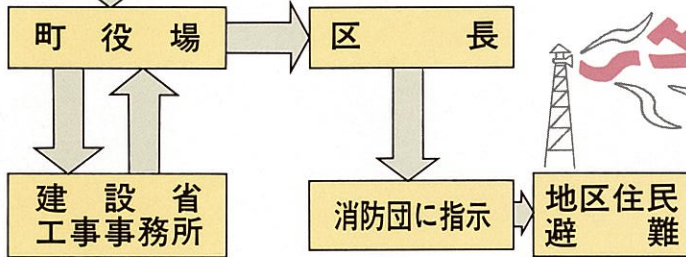 町役場
区長
建設省
工事事務所
消防団に指示
地区住民
避難